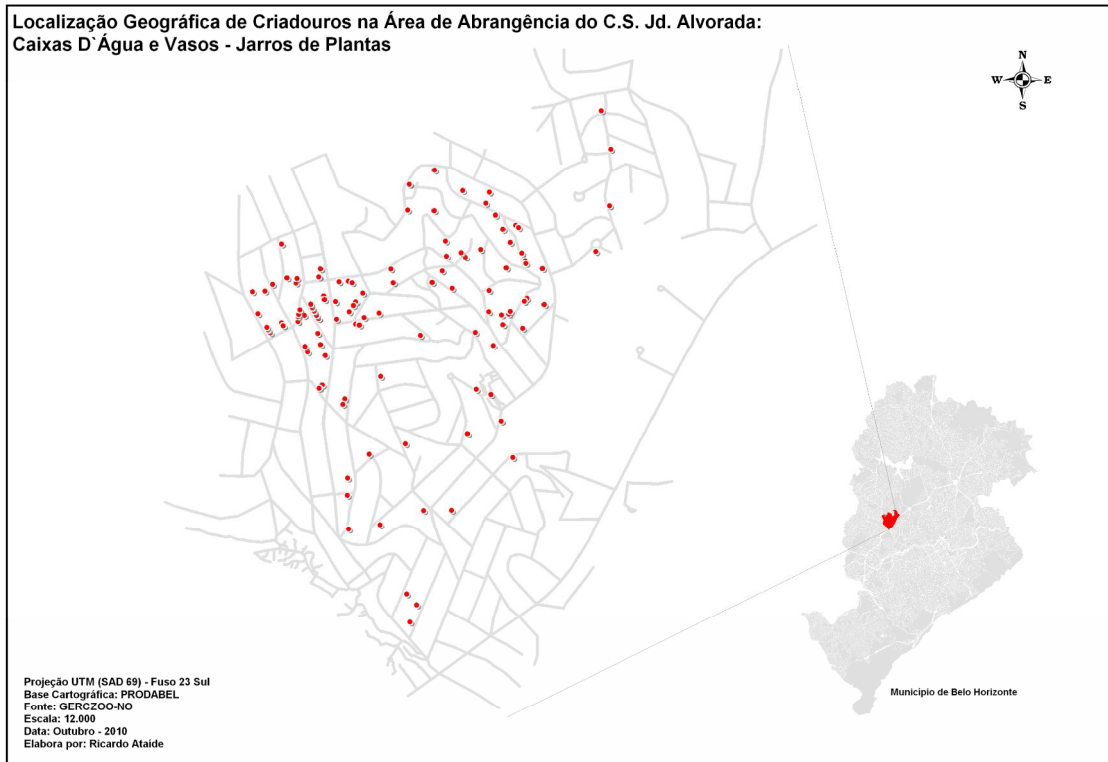 Localização Geográfica de Criadouros na Área de Abrangência do C.S. Jd. Alvorada:
Caixas D`Água e Vasos - Jarros de Plantas
N
W E
S
Município de Belo Horizonte
Projeção UTM (SAD 69) - Fuso 23 Sul
Base Cartográfica: PRODABEL
Fonte: GERCZOO-NO
Escala: 12.000
Data: Outubro - 2010
Elabora por: Ricardo Ataide